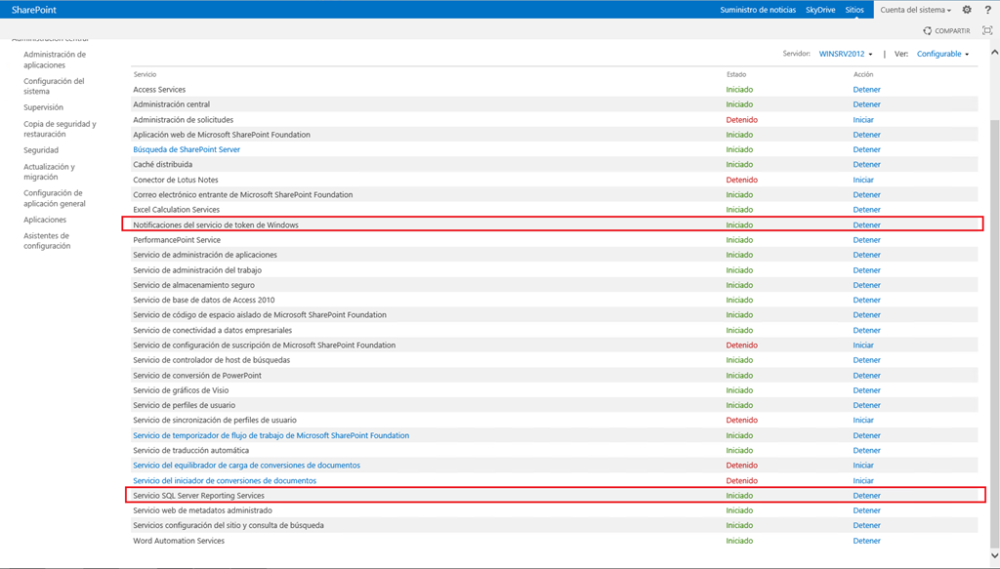 SharePoint
Suministro de noticias SkyDrive Sitios Cuenta del sistema ?
COMPARTIR
Administración central
Administración de
aplicaciones
Configuración del
sistema
Supervisión
Copia de seguridad y
restauración
Seguridad
Actualización y
migración
Configuración de
aplicación general
Aplicaciones
Asistentes de
configuración
Servidor: WINSRV2012 | Ver: Configurable
Servicio Estado Acción
Access Services Iniciado Detener
Administración central Iniciado Detener
Administración de solicitudes Detenido Iniciar
Aplicación web de Microsoft SharePoint Foundation Iniciado Detener
Búsqueda de SharePoint Server Iniciado Detener
Caché distribuida Iniciado Detener
Conector de Lotus Notes Detenido Iniciar
Correo electrónico entrante de Microsoft SharePoint Foundation Iniciado Detener
Excel Calculation Services Iniciado Detener
Notificaciones del servicio de token de Windows Iniciado Detener
PerformancePoint Service Iniciado Detener
Servicio de administración de aplicaciones Iniciado Detener
Servicio de administración del trabajo Iniciado Detener
Servicio de almacenamiento seguro Iniciado Detener
Servicio de base de datos de Access 2010 Iniciado Detener
Servicio de código de espacio aislado de Microsoft SharePoint Foundation Iniciado Detener
Servicio de conectividad a datos empresariales Iniciado Detener
Servicio de configuración de suscripción de Microsoft SharePoint Foundation Detenido Iniciar
Servicio de controlador de host de búsquedas Iniciado Detener
Servicio de conversión de PowerPoint Iniciado Detener
Servicio de gráficos de Visio Iniciado Detener
Servicio de perfiles de usuario Iniciado Detener
Servicio de sincronización de perfiles de usuario Detenido Iniciar
Servicio de temporizador de flujo de trabajo de Microsoft SharePoint Foundation Iniciado Detener
Servicio de traducción automática Iniciado Detener
Servicio del equilibrador de carga de conversiones de documentos Detenido Iniciar
Servicio del iniciador de conversiones de documentos Detenido Iniciar
Servicio SQL Server Reporting Services Iniciado Detener
Servicio web de metadatos administrado Iniciado Detener
Servicios configuración del sitio y consulta de búsqueda Iniciado Detener
Word Automation Services Iniciado Detener